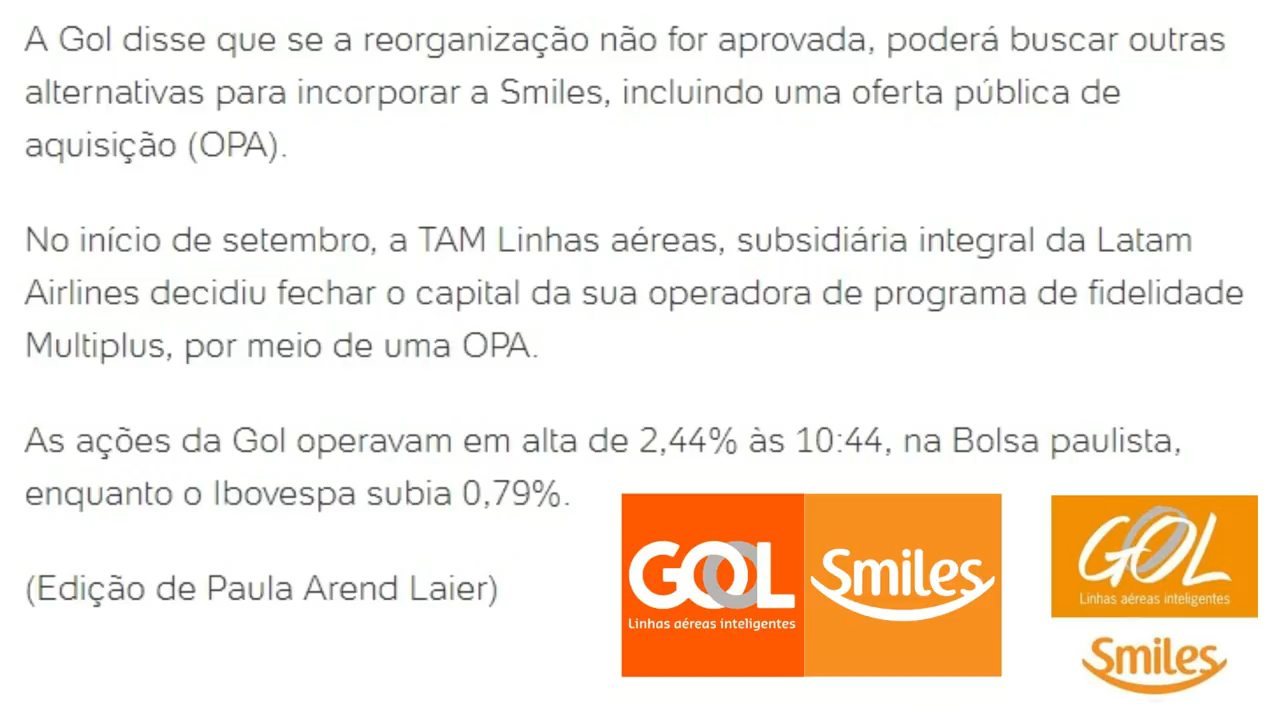 A Gol disse que se a reorganização não for aprovada, poderá buscar outras
alternativas para incorporar a Smiles, incluindo uma oferta pública de
aquisição (OPA).
No início de setembro, a TAM Linhas aéreas, subsidiária integral da Latam
Airlines decidiu fechar o capital da sua operadora de programa de fidelidade
Multiplus, por meio de uma OPA.
As ações da Gol operavam em alta de 2,44% às 10:44, na Bolsa paulista,
enquanto o Ibovespa subia 0,79%.
(Edição de Paula Arend Laier)
GOL
Linhas aéreas inteligentes
Smiles
GOL
Linhas aéreas inteligentes
Smiles